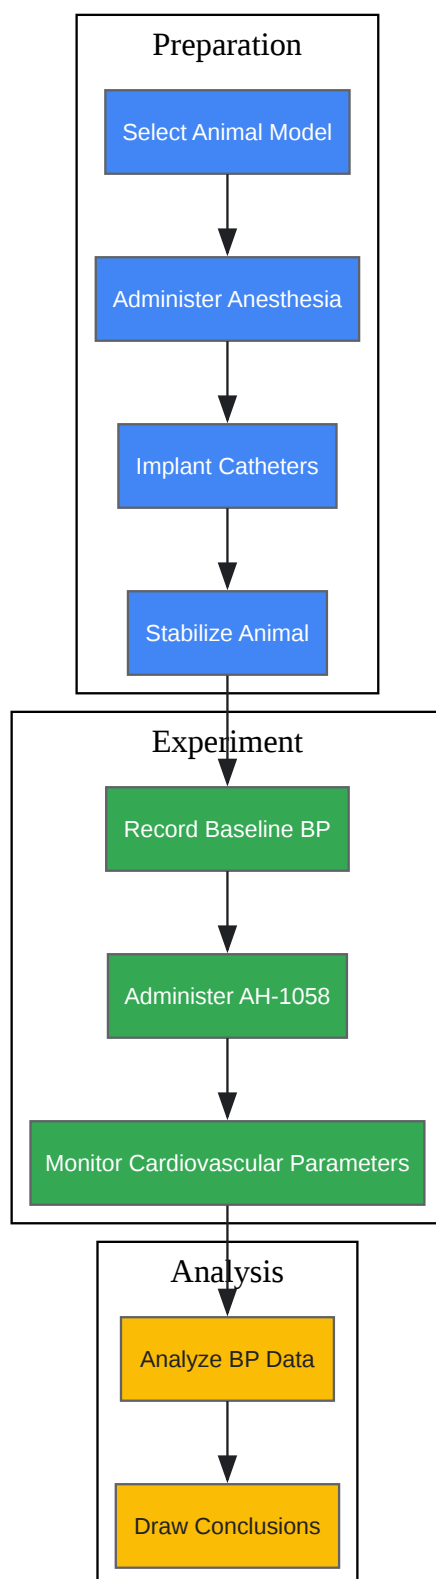 Preparation
Select Animal Model
Administer Anesthesia
Implant Catheters
Stabilize Animal
Experiment
Record Baseline BP
Administer AH-1058
Monitor Cardiovascular Parameters
Analysis
Analyze BP Data
Draw Conclusions